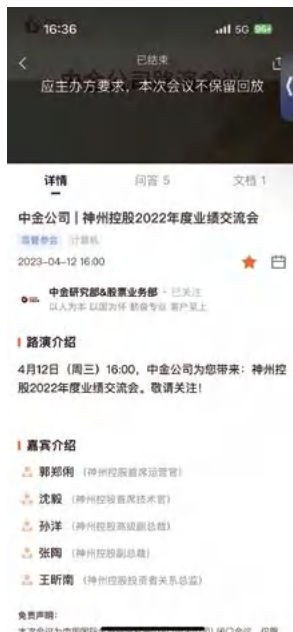 16:36
5G
已结束
应主办方要求，本次会议不保留回放
详情
问答 5
文档 1
中金公司 | 神州控股2022年度业绩交流会
高管参会 计算机
2023-04-12 16:00
中金研究部&股票业务部 · 已关注
以人为本 以国为怀 勤奋专业 客户至上
路演介绍
4月12日（周三）16:00，中金公司为您带来：神州控
股2022年度业绩交流会。敬请关注！
嘉宾介绍
郭郑俐（神州控股首席运营官）
沈毅（神州控股首席技术官）
孙洋（神州控股高级副总裁）
张陶（神州控股副总裁）
王昕南（神州控股投资者关系总监）
免责声明：